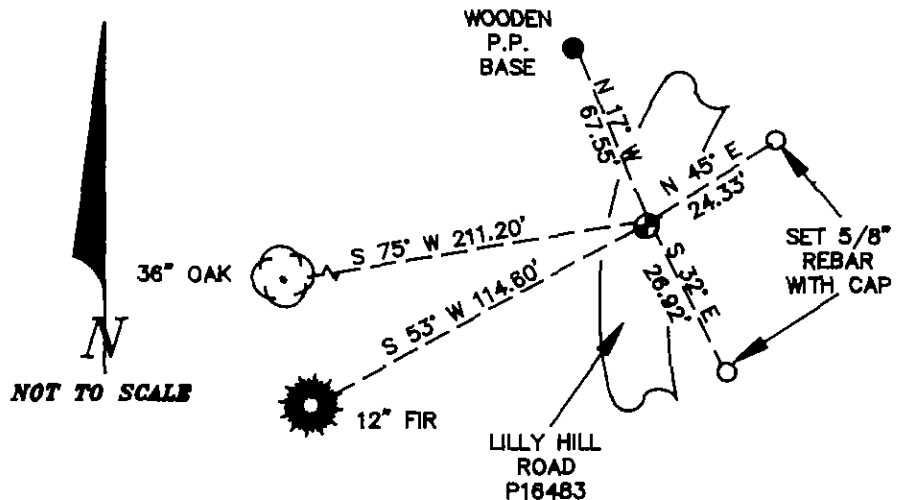 WOODEN
P.P.
BASE
N 17° W
67.55'
N 45° E
24.33'
S 75° W 211.20'
36" OAK
SET 5/8"
REBAR
WITH CAP
S 32° E
26.92'
S 53° W 114.60'
N
NOT TO SCALE
12" FIR
LILLY HILL
ROAD
P16483